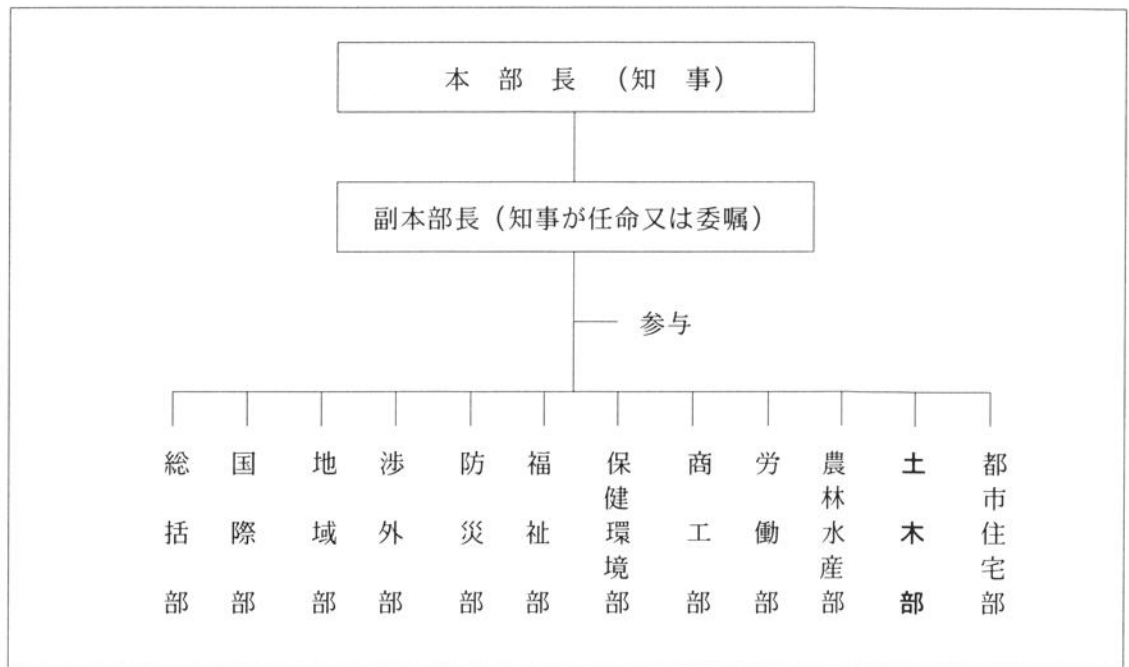 本部長（知事）
副本部長（知事が任命又は委嘱）
参与
総括部
国際部
地域部
渉外部
防災部
福祉部
保健環境部
商工部
労働部
農林水産部
土木部
都市住宅部